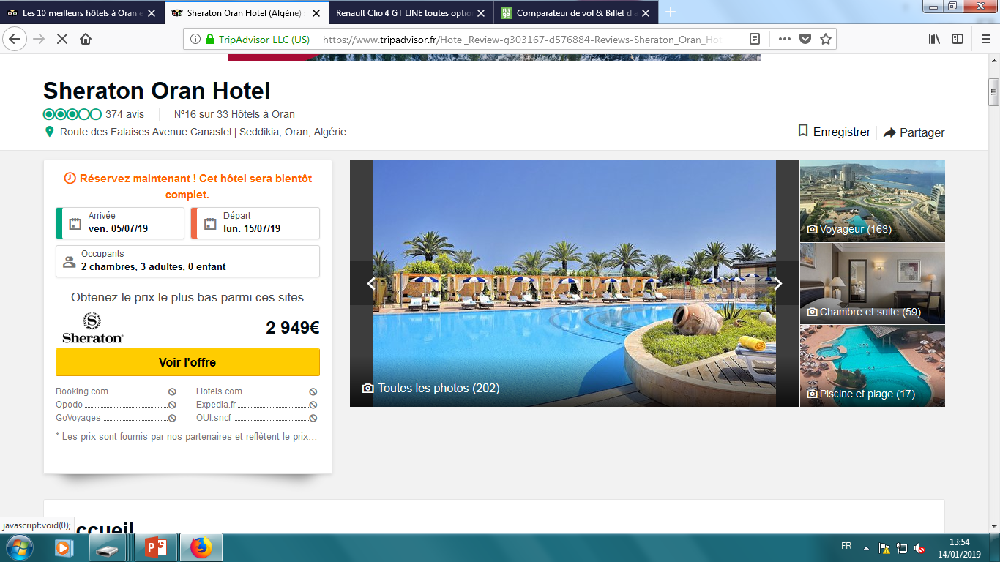 Les 10 meilleurs hôtels à Oran e
Sheraton Oran Hotel (Algérie) :
Renault Clio 4 GT LINE toutes optio
Comparateur de vol & Billet d'a
TripAdvisor LLC (US)
https://www.tripadvisor.fr/Hotel_Review-g303167-d576884-Reviews-Sheraton_Oran_Ho
Sheraton Oran Hotel
374 avis
Nº16 sur 33 Hôtels à Oran
Route des Falaises Avenue Canastel | Seddikia, Oran, Algérie
Enregistrer
Partager
Réservez maintenant ! Cet hôtel sera bientôt
complet.
Arrivée
ven. 05/07/19
Départ
lun. 15/07/19
Occupants
2 chambres, 3 adultes, 0 enfant
Obtenez le prix le plus bas parmi ces sites
Sheraton
2 949€
Voir l'offre
Booking.com
Hotels.com
Opodo
Expedia.fr
GoVoyages
OUI.sncf
* Les prix sont fournis par nos partenaires et reflètent le prix…
Toutes les photos (202)
Voyageur (163)
Chambre et suite (59)
Piscine et plage (17)
ccueil
javascript:void(0);
FR
13:54
14/01/2019